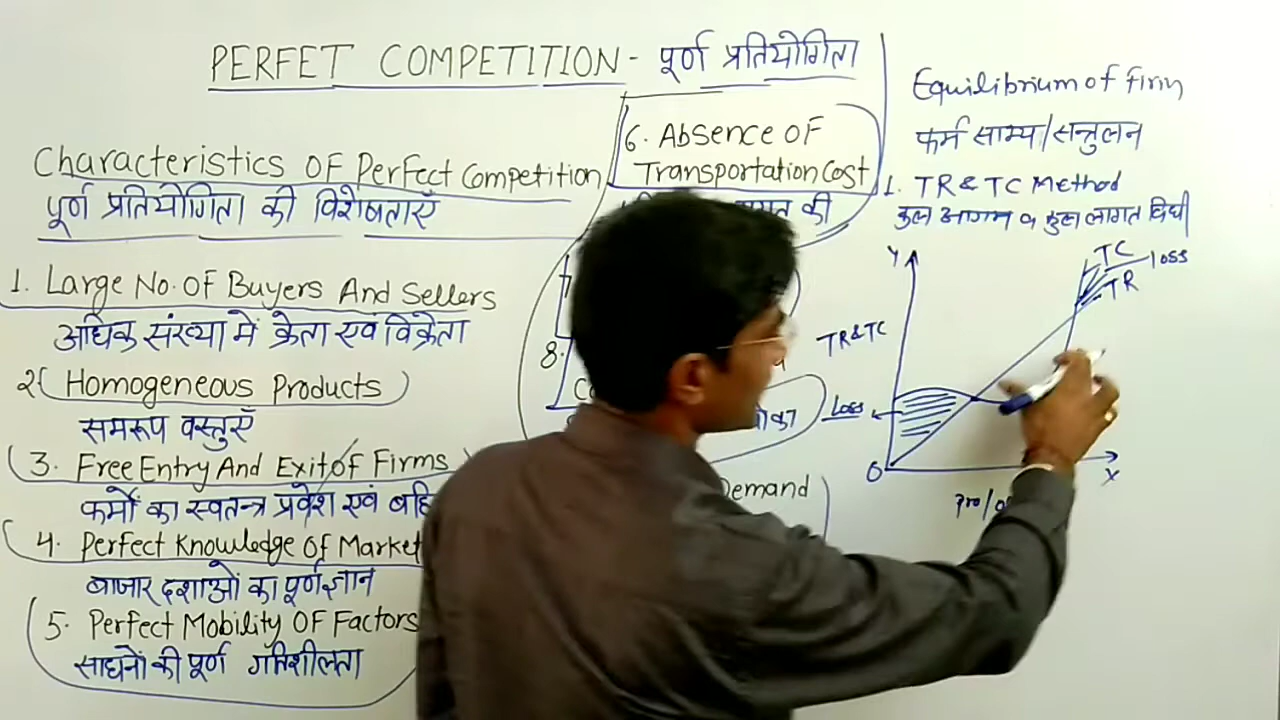 PERFET COMPETITION - पूर्ण प्रतियोगिता
Characteristics OF Perfect Competition
पूर्ण प्रतियोगिता की विशेषताएँ
1. Large No. OF Buyers And Sellers
अधिक संख्या में क्रेता एवं विक्रेता
2 Homogeneous Products
समरूप वस्तुएँ
3. Free Entry And Exit of Firms
फर्मों का स्वतन्त्र प्रवेश एवं
4. Perfect Knowledge Of Market
बाजार दशाओं का पूर्ण ज्ञान
5. Perfect Mobility OF Factors
साधनों की पूर्ण गतिशीलता
6. Absence OF
Transportation Cost
की
8.
Demand
Equilibrium of Firm
फर्म साम्य/सन्तुलन
1. TR & TC Method
कुल आगम व कुल लागत विधी
Y
TC
loss
TR
TR & TC
Loss
O
X